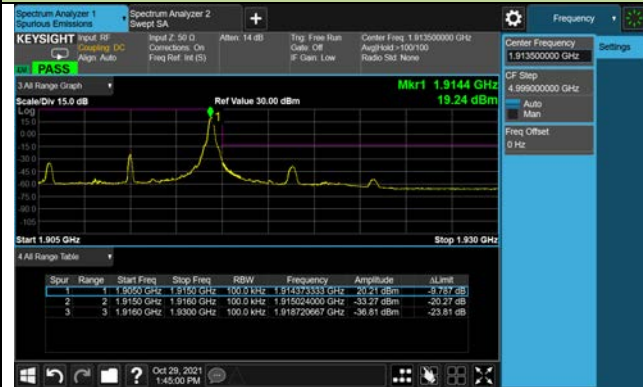 Spectrum Analyzer 1
Spurious Emissions
Spectrum Analyzer 2
Swept SA
+
Frequency
KEYSIGHT
Input: RF
Coupling: DC
Align: Auto
Input Z: 50 Ω
Corrections: On
Freq Ref: Int (S)
Atten: 14 dB
Trig: Free Run
Gate: Off
IF Gain: Low
Center Freq: 1.913500000 GHz
Avg|Hold:>100/100
Radio Std: None
PASS
Center Frequency
1.913500000 GHz
Settings
CF Step
4.999000000 GHz
Auto
Man
Freq Offset
0 Hz
3 All Range Graph
Mkr1 1.9144 GHz
Scale/Div 15.0 dB
Ref Value 30.00 dBm
19.24 dBm
Log
1
15.0
0.00
-15.0
-30.0
-45.0
-60.0
-75.0
-90.0
-105
Start 1.905 GHz
Stop 1.930 GHz
4 All Range Table
Spur Range Start Freq Stop Freq RBW Frequency Amplitude ΔLimit
1 1 1.9050 GHz 1.9150 GHz 100.0 kHz 1.914373333 GHz 20.21 dBm -9.787 dB
2 2 1.9150 GHz 1.9160 GHz 100.0 kHz 1.915024000 GHz -33.27 dBm -20.27 dB
3 3 1.9160 GHz 1.9300 GHz 100.0 kHz 1.918720667 GHz -36.81 dBm -23.81 dB
?
Oct 29, 2021
1:45:00 PM